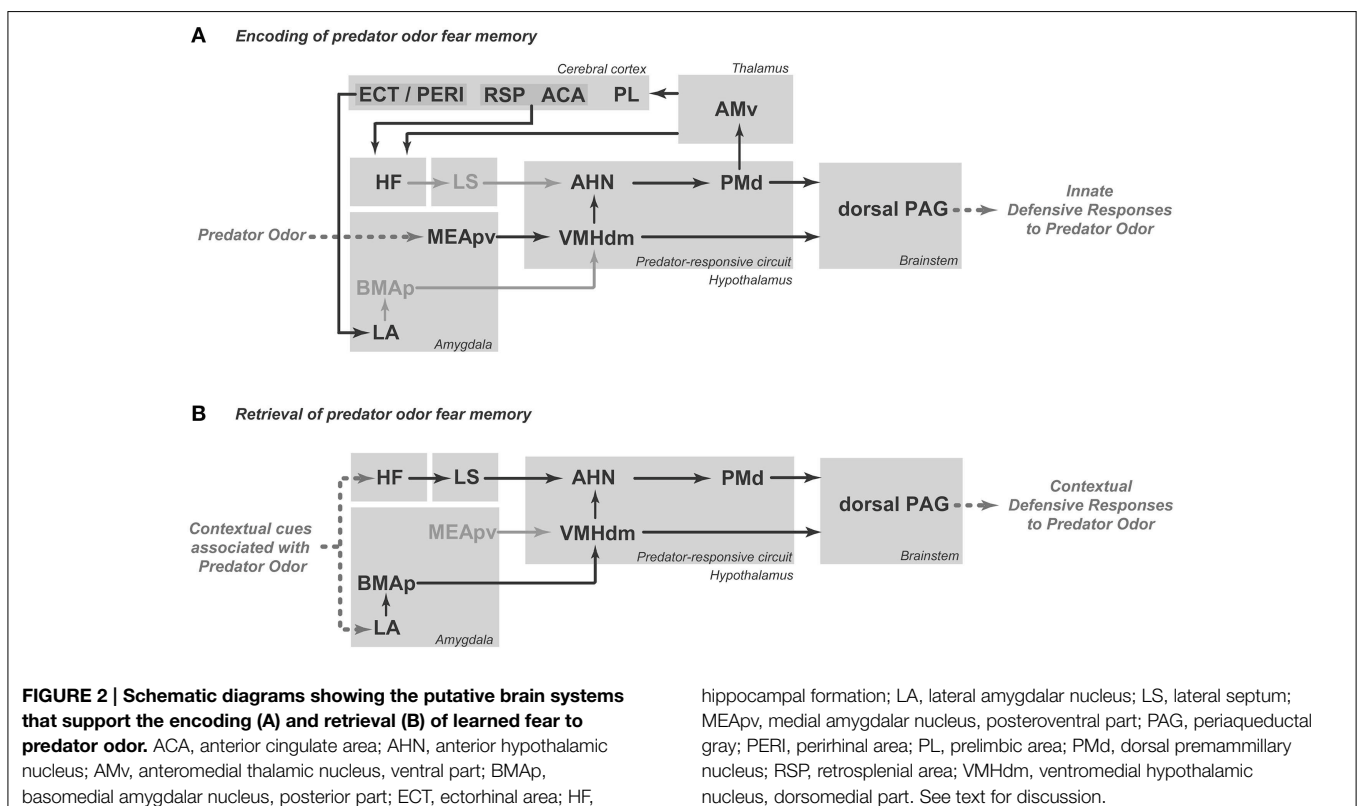 A Encoding of predator odor fear memory
Cerebral cortex
Thalamus
ECT / PERI RSP ACA PL
AMv
HF LS AHN PMd
dorsal PAG
Innate
Defensive Responses
to Predator Odor
Predator Odor
MEApv VMHdm
Predator-responsive circuit
Hypothalamus
Brainstem
BMAp
LA
Amygdala
B Retrieval of predator odor fear memory
HF LS AHN PMd
dorsal PAG
Contextual
Defensive Responses
to Predator Odor
Contextual cues
associated with
Predator Odor
MEApv VMHdm
Predator-responsive circuit
Hypothalamus
Brainstem
BMAp
LA
Amygdala
FIGURE 2 | Schematic diagrams showing the putative brain systems
that support the encoding (A) and retrieval (B) of learned fear to
predator odor. ACA, anterior cingulate area; AHN, anterior hypothalamic
nucleus; AMv, anteromedial thalamic nucleus, ventral part; BMAp,
basomedial amygdalar nucleus, posterior part; ECT, ectorhinal area; HF,
hippocampal formation; LA, lateral amygdalar nucleus; LS, lateral septum;
MEApv, medial amygdalar nucleus, posteroventral part; PAG, periaqueductal
gray; PERI, perirhinal area; PL, prelimbic area; PMd, dorsal premammillary
nucleus; RSP, retrosplenial area; VMHdm, ventromedial hypothalamic
nucleus, dorsomedial part. See text for discussion.